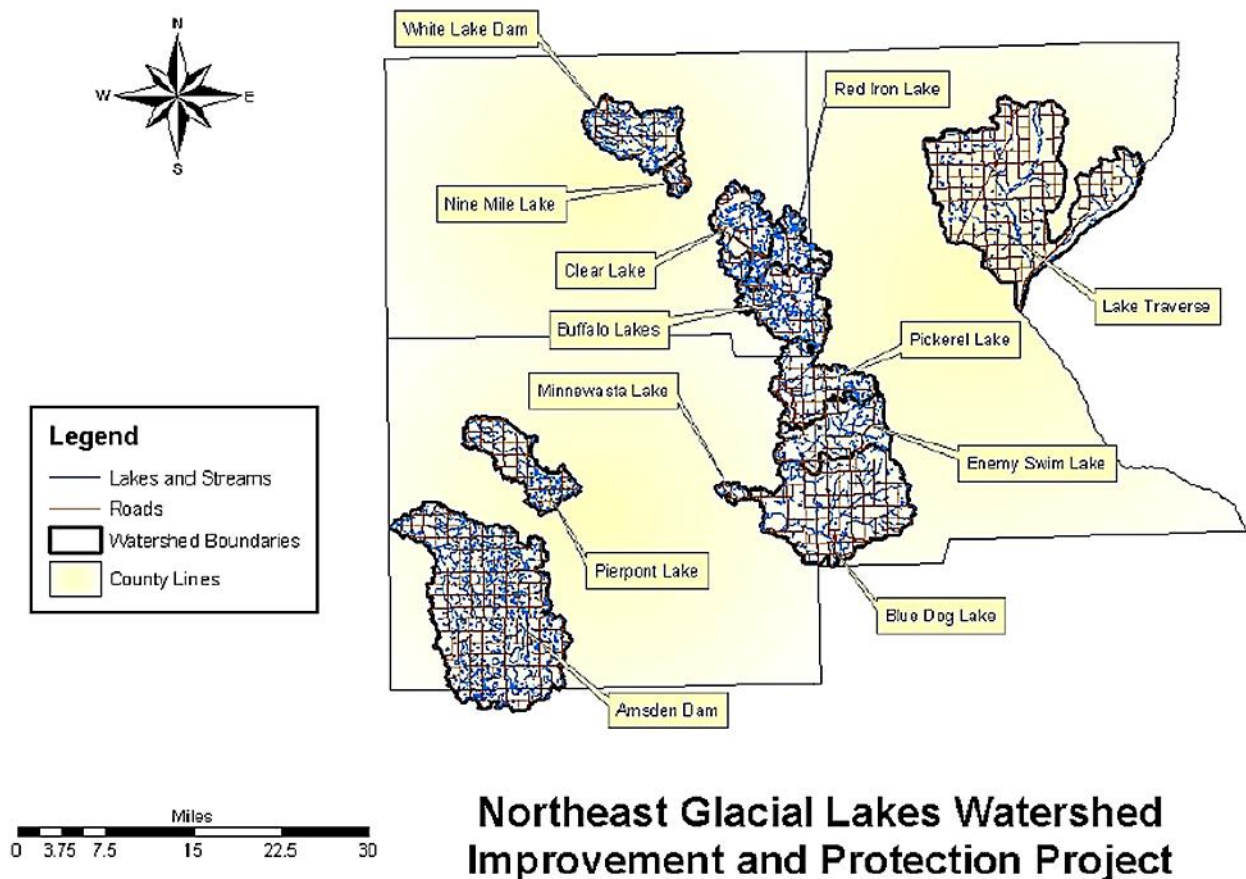 N
W
E
S
White Lake Dam
Red Iron Lake
Nine Mile Lake
Clear Lake
Lake Traverse
Buffalo Lakes
Pickerel Lake
Minnewasta Lake
Enemy Swim Lake
Pierpont Lake
Blue Dog Lake
Amsden Dam
Legend
Lakes and Streams
Roads
Watershed Boundaries
County Lines
Miles
0 3.75 7.5 15 22.5 30
Northeast Glacial Lakes Watershed
Improvement and Protection Project